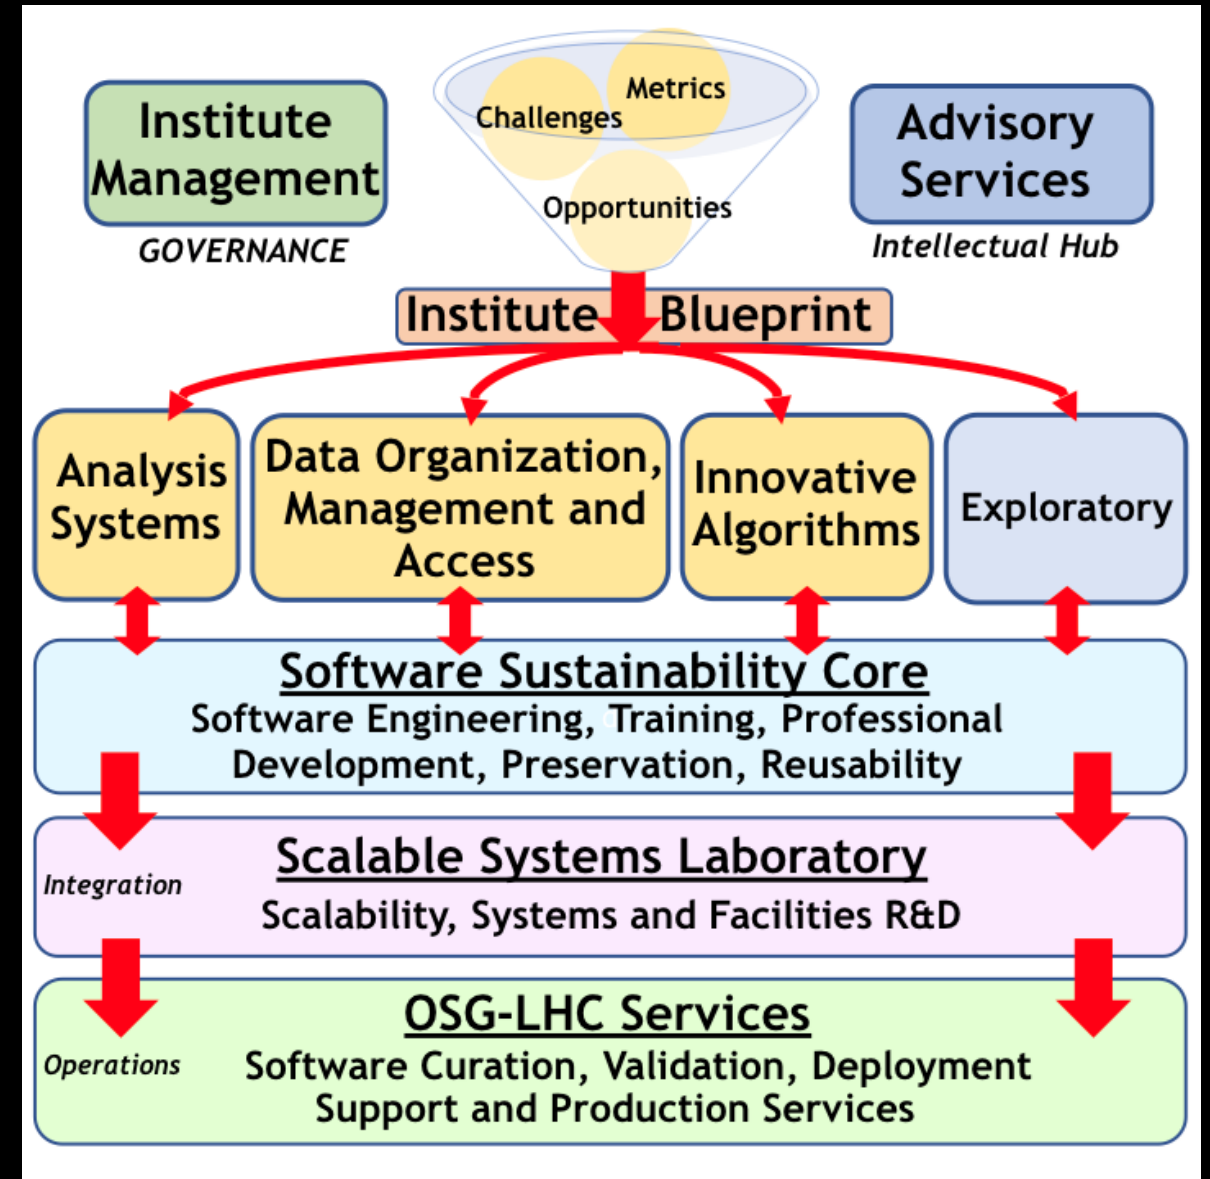 Institute
Management
GOVERNANCE
Metrics
Challenges
Opportunities
Advisory
Services
Intellectual Hub
Institute Blueprint
Analysis
Systems
Data Organization,
Management and
Access
Innovative
Algorithms
Exploratory
Software Sustainability Core
Software Engineering, Training, Professional
Development, Preservation, Reusability
Scalable Systems Laboratory
Integration
Scalability, Systems and Facilities R&D
OSG-LHC Services
Operations
Software Curation, Validation, Deployment
Support and Production Services